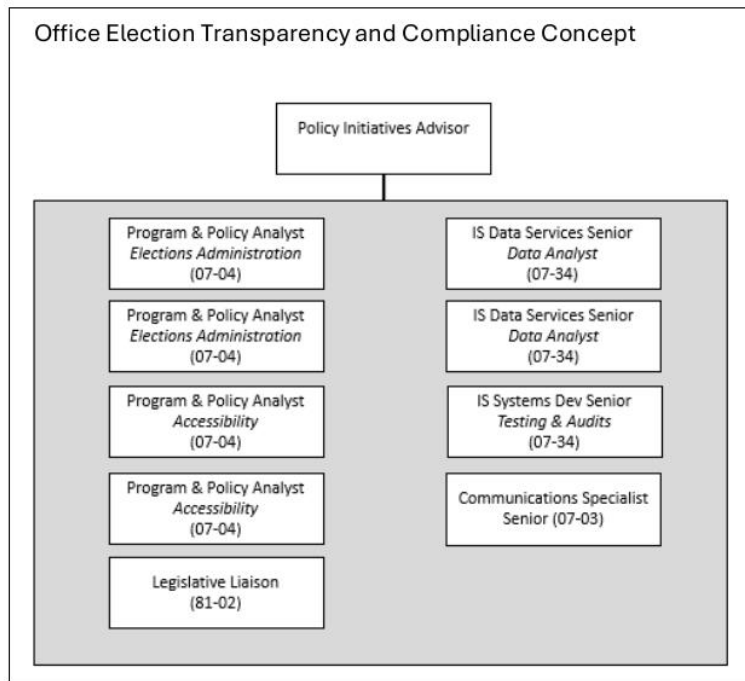 Office Election Transparency and Compliance Concept
Policy Initiatives Advisor
Program & Policy Analyst
Elections Administration
(07-04)
Program & Policy Analyst
Elections Administration
(07-04)
Program & Policy Analyst
Accessibility
(07-04)
Program & Policy Analyst
Accessibility
(07-04)
Legislative Liaison
(81-02)
IS Data Services Senior
Data Analyst
(07-34)
IS Data Services Senior
Data Analyst
(07-34)
IS Systems Dev Senior
Testing & Audits
(07-34)
Communications Specialist
Senior (07-03)